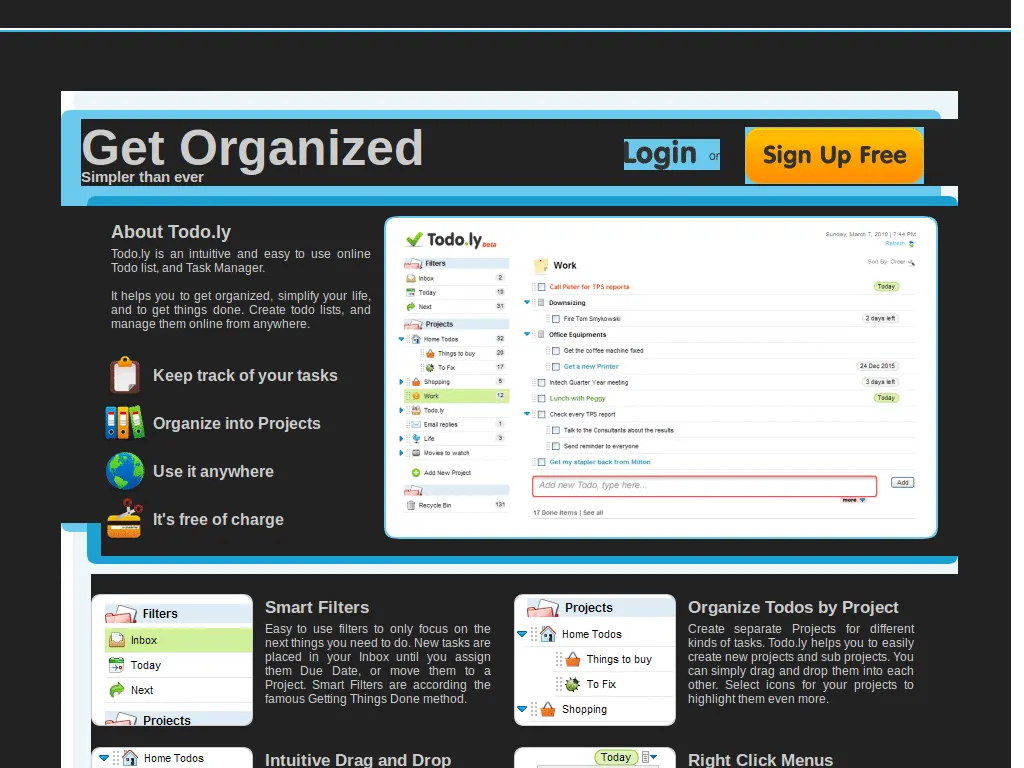 Get Organized
Simpler than ever
Login or
Sign Up Free
About Todo.ly
Todo.ly is an intuitive and easy to use online
Todo list, and Task Manager.
It helps you to get organized, simplify your life,
and to get things done. Create todo lists, and
manage them online from anywhere.
Keep track of your tasks
Organize into Projects
Use it anywhere
It's free of charge
Todo.ly beta
Sunday, March 7, 2010 | 7:44 PM
Refresh
Filters
Inbox 2
Today 19
Next 31
Projects
Home Todos 32
Things to buy 20
To Fix 17
Shopping 5
Work 12
Todo.ly
Email replies 1
Life 3
Movies to watch
Add New Project
Recycle Bin 131
Work
Sort By Order
Call Peter for TPS reports Today
Downsizing
Fire Tom Smykowski 2 days left
Office Equipments
Get the coffee machine fixed
Get a new Printer 24 Dec 2015
Initech Quarter Year meeting 3 days left
Lunch with Peggy Today
Check every TPS report
Talk to the Consultants about the results
Send reminder to everyone
Get my stapler back from Milton
Add new Todo, type here... Add
more
17 Done Items | See all
Filters
Inbox
Today
Next
Projects
Smart Filters
Easy to use filters to only focus on the
next things you need to do. New tasks are
placed in your Inbox until you assign
them Due Date, or move them to a
Project. Smart Filters are according the
famous Getting Things Done method.
Projects
Home Todos
Things to buy
To Fix
Shopping
Organize Todos by Project
Create separate Projects for different
kinds of tasks. Todo.ly helps you to easily
create new projects and sub projects. You
can simply drag and drop them into each
other. Select icons for your projects to
highlight them even more.
Home Todos
Intuitive Drag and Drop
Today
Right Click Menus